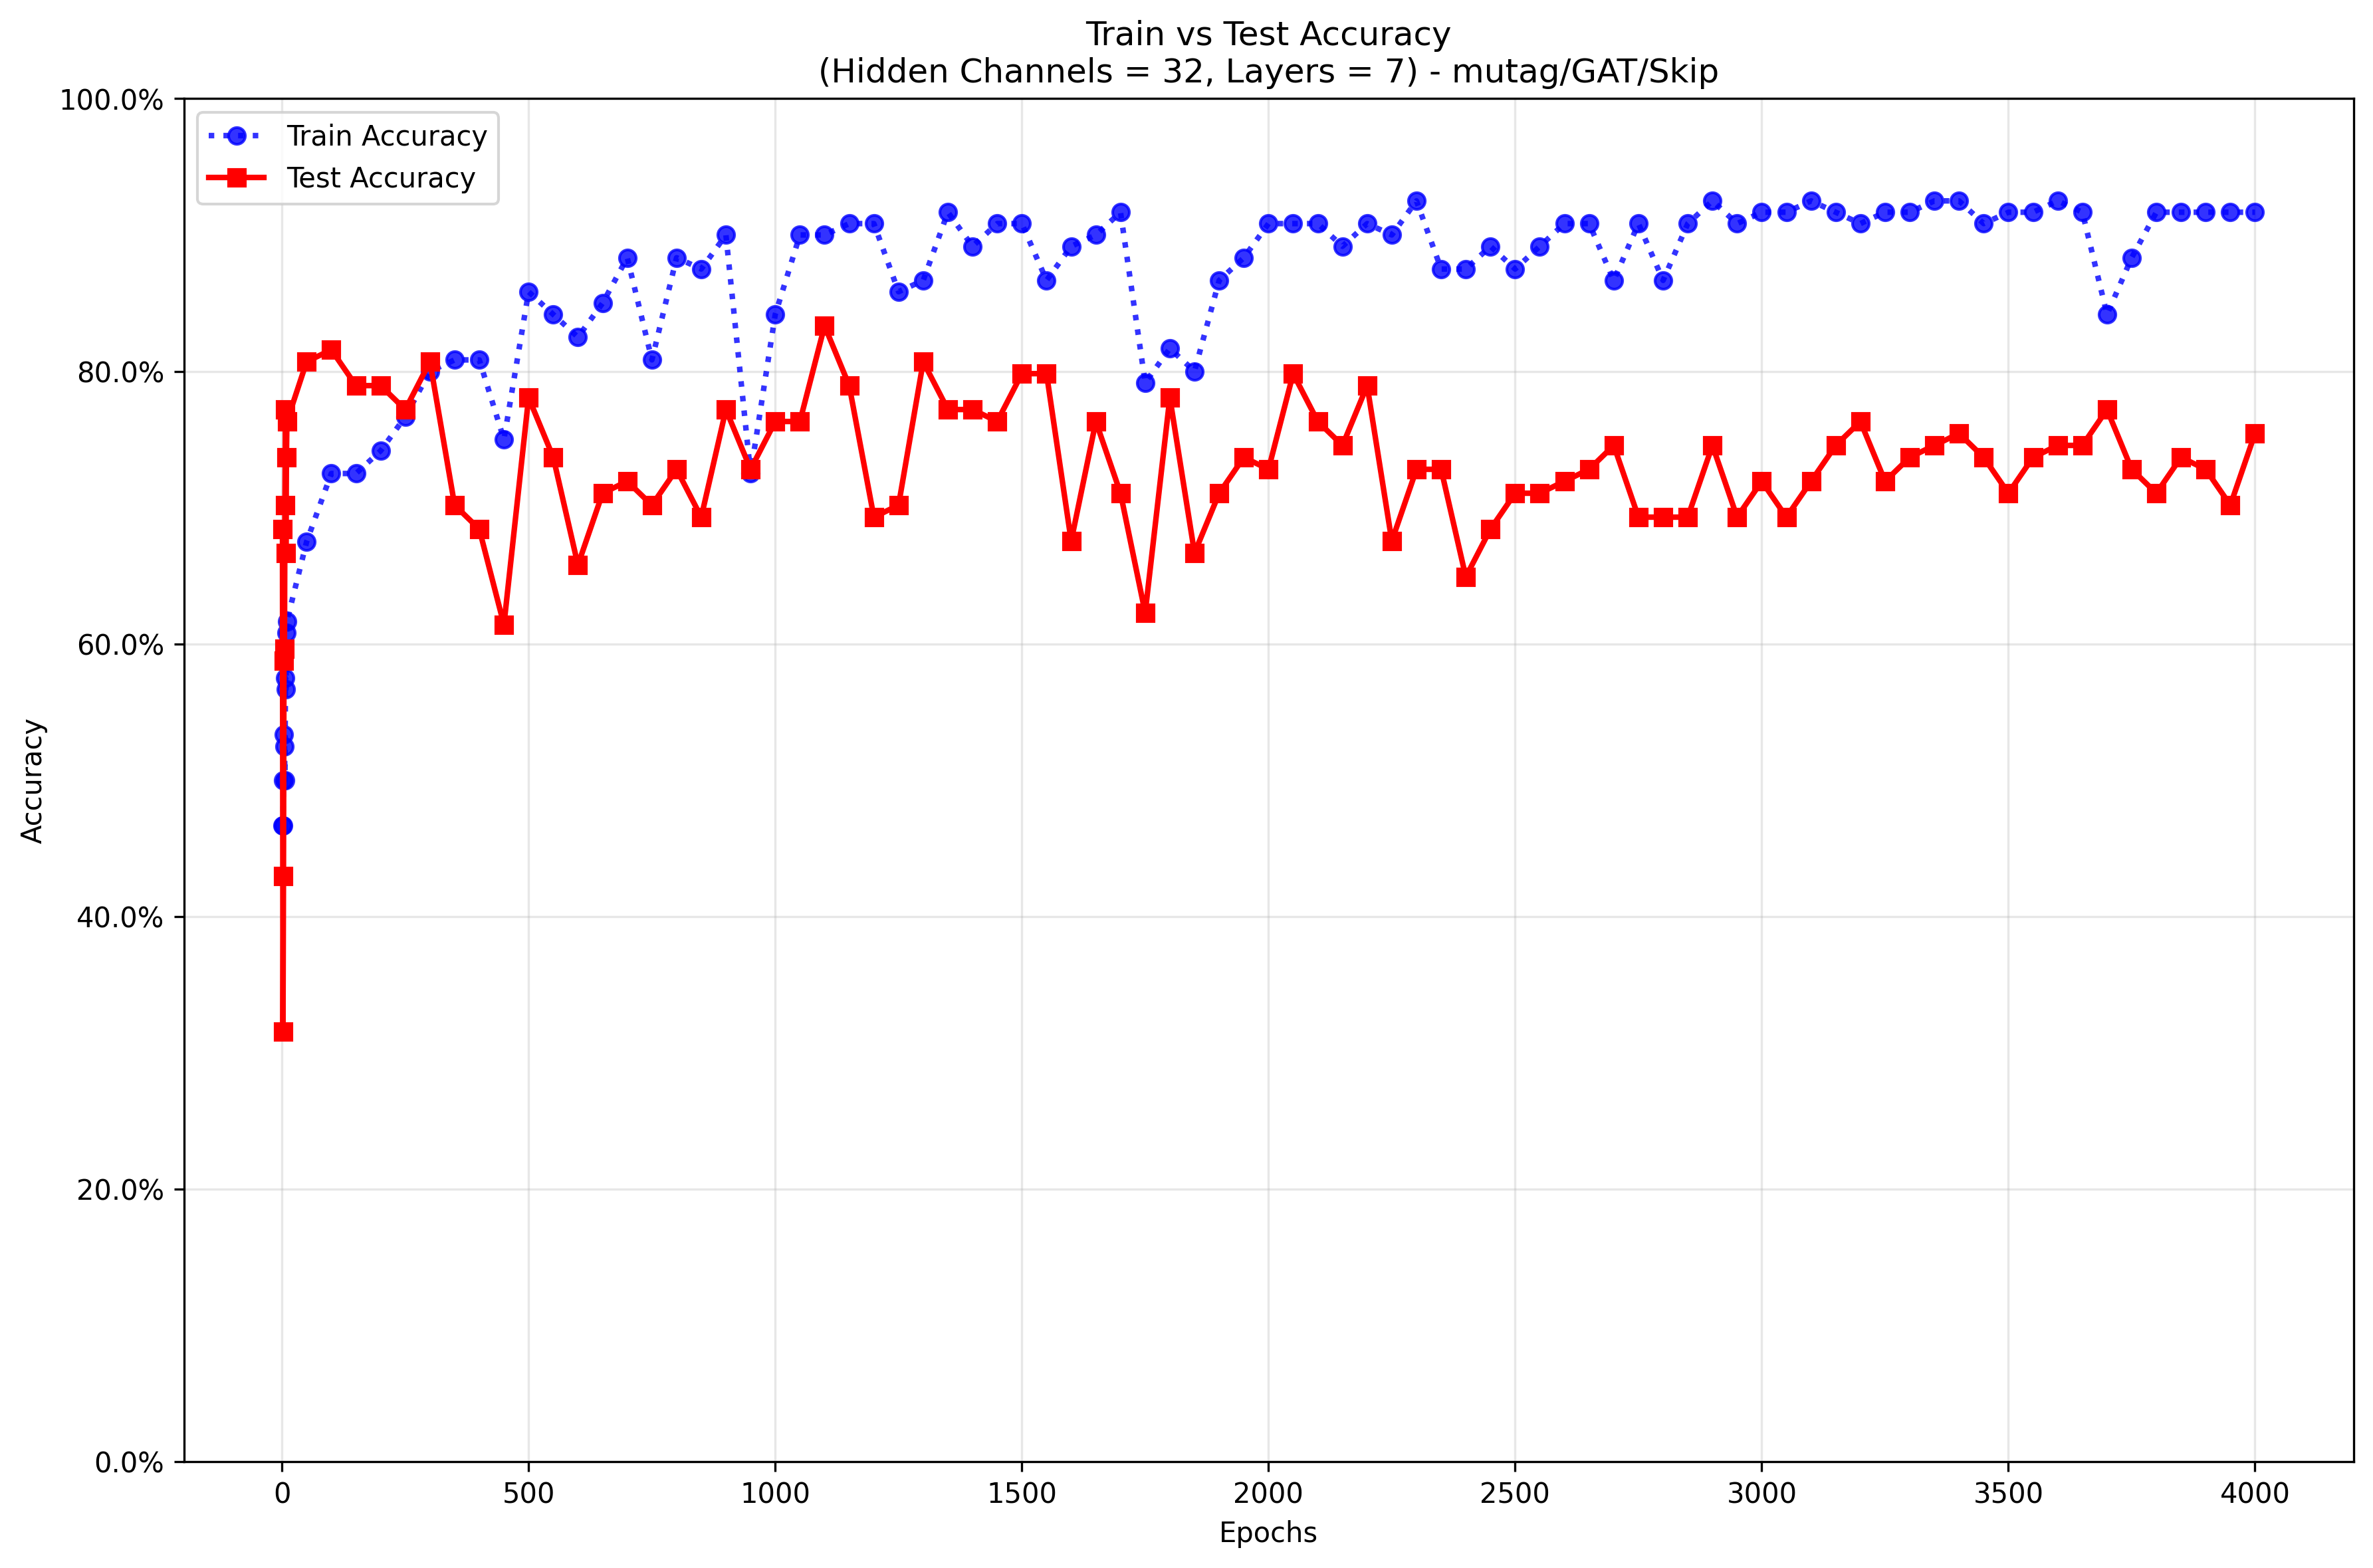 Train vs Test Accuracy
(Hidden Channels = 32, Layers = 7) - mutag/GAT/Skip
100.0%
80.0%
60.0%
40.0%
20.0%
0.0%
Train Accuracy
Test Accuracy
Accuracy
0
500
1000
1500
2000
2500
3000
3500
4000
Epochs